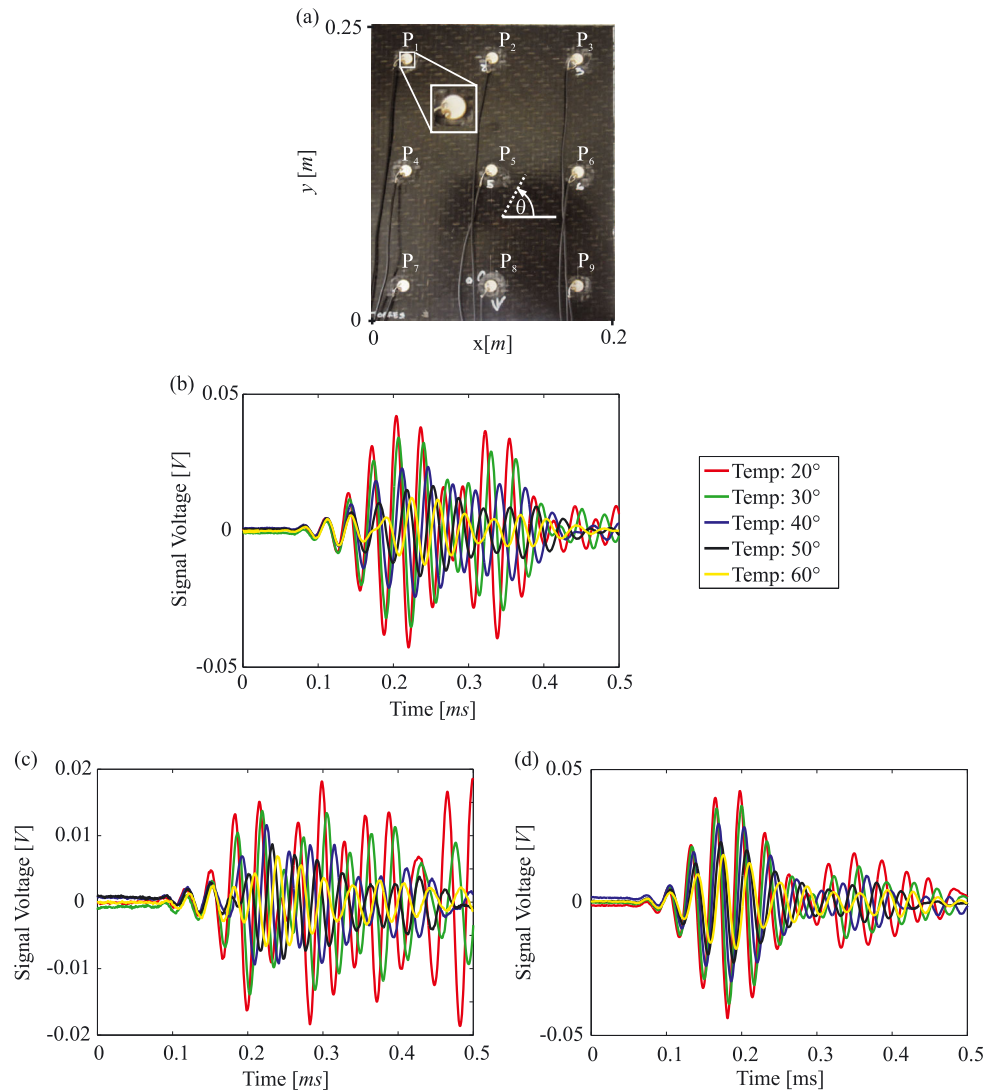 (a)
0.25
P₁ P₂ P₃
2 3
P₄ P₅ P₆
5 6
y [m]
θ
P₇ P₈ P₉
0
0 0.2
x[m]
(b)
0.05
0
-0.05
Signal Voltage [V]
0 0.1 0.2 0.3 0.4 0.5
Time [ms]
Temp: 20°
Temp: 30°
Temp: 40°
Temp: 50°
Temp: 60°
(c)
0.02
0.01
0
-0.01
-0.02
Signal Voltage [V]
0 0.1 0.2 0.3 0.4 0.5
Time [ms]
(d)
0.05
0
-0.05
Signal Voltage [V]
0 0.1 0.2 0.3 0.4 0.5
Time [ms]